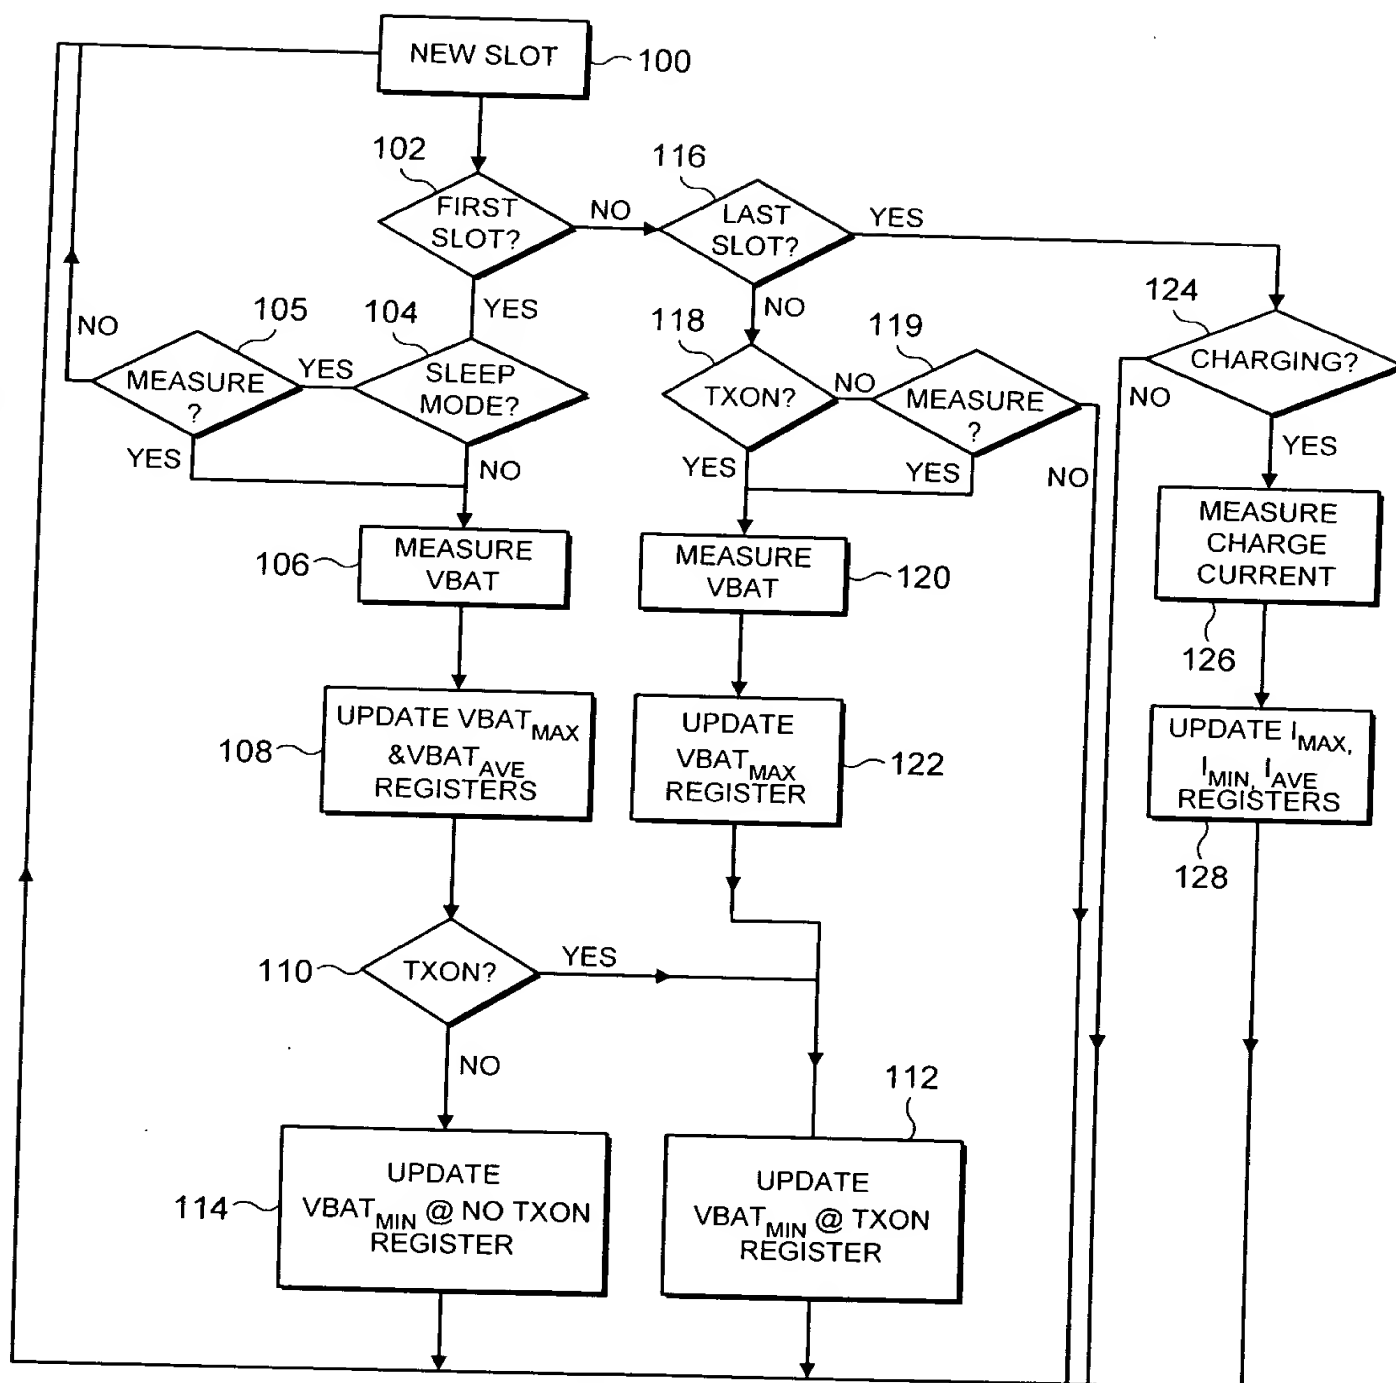 NEW SLOT
100
102
FIRST
SLOT?
NO
116
LAST
SLOT?
YES
YES
NO
124
CHARGING?
NO
YES
105
MEASURE
?
NO
YES
YES
104
SLEEP
MODE?
NO
118
TXON?
NO
YES
119
MEASURE
?
YES
NO
106
MEASURE
VBAT
MEASURE
VBAT
120
MEASURE
CHARGE
CURRENT
126
108
UPDATE VBATMAX
&VBATAVE
REGISTERS
UPDATE
VBATMAX
REGISTER
122
UPDATE IMAX,
IMIN, IAVE
REGISTERS
128
110
TXON?
YES
NO
112
114
UPDATE
VBATMIN @ NO TXON
REGISTER
UPDATE
VBATMIN @ TXON
REGISTER